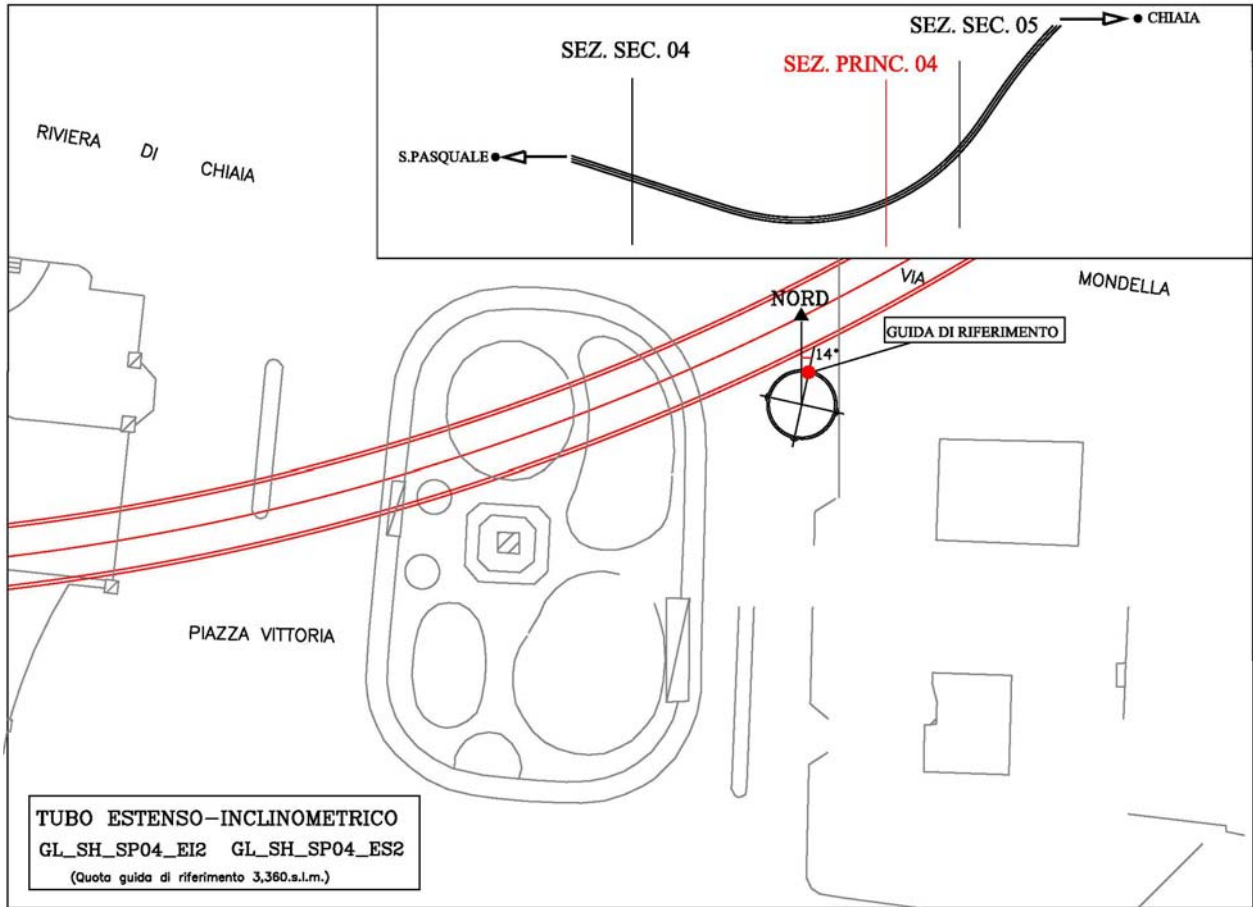 SEZ. SEC. 05
CHIAIA
SEZ. SEC. 04
SEZ. PRINC. 04
S.PASQUALE
RIVIERA DI CHIAIA
VIA MONDELLA
NORD
GUIDA DI RIFERIMENTO
14°
PIAZZA VITTORIA
TUBO ESTENSO-INCLINOMETRICO
GL_SH_SP04_EI2 GL_SH_SP04_ES2
(Quota guida di riferimento 3,360.s.l.m.)